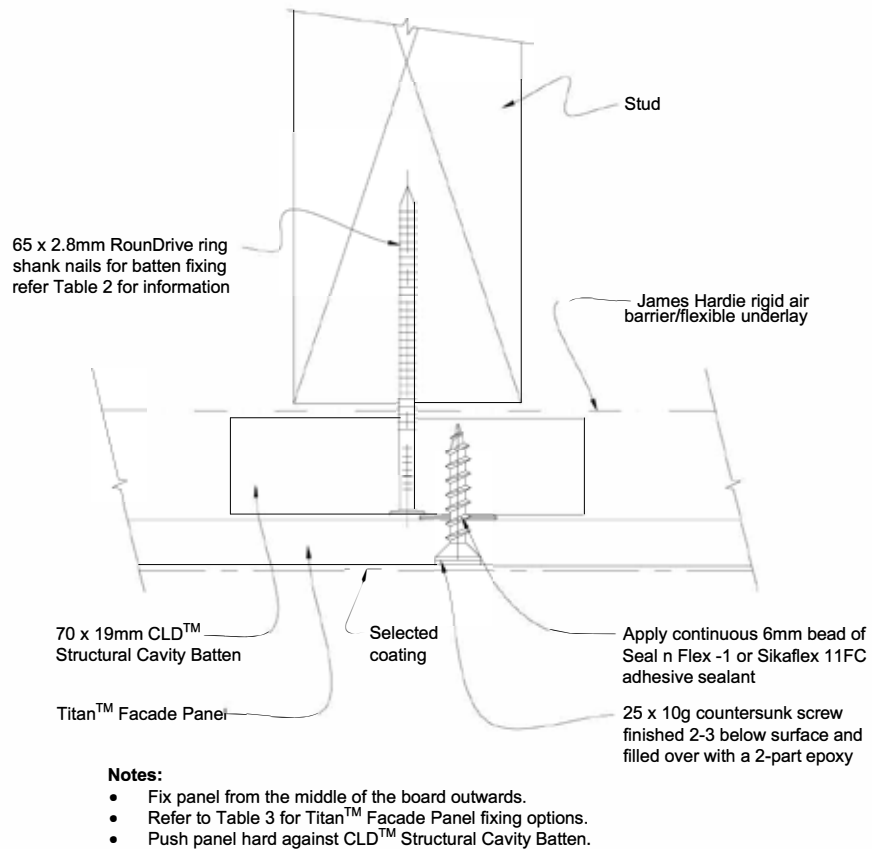 Stud
65 x 2.8mm RounDrive ring
shank nails for batten fixing
refer Table 2 for information
James Hardie rigid air
barrier/flexible underlay
70 x 19mm CLD™
Structural Cavity Batten
Selected
coating
Apply continuous 6mm bead of
Seal n Flex -1 or Sikaflex 11FC
adhesive sealant
Titan™ Facade Panel
25 x 10g countersunk screw
finished 2-3 below surface and
filled over with a 2-part epoxy
Notes:
• Fix panel from the middle of the board outwards.
• Refer to Table 3 for Titan™ Facade Panel fixing options.
• Push panel hard against CLD™ Structural Cavity Batten.